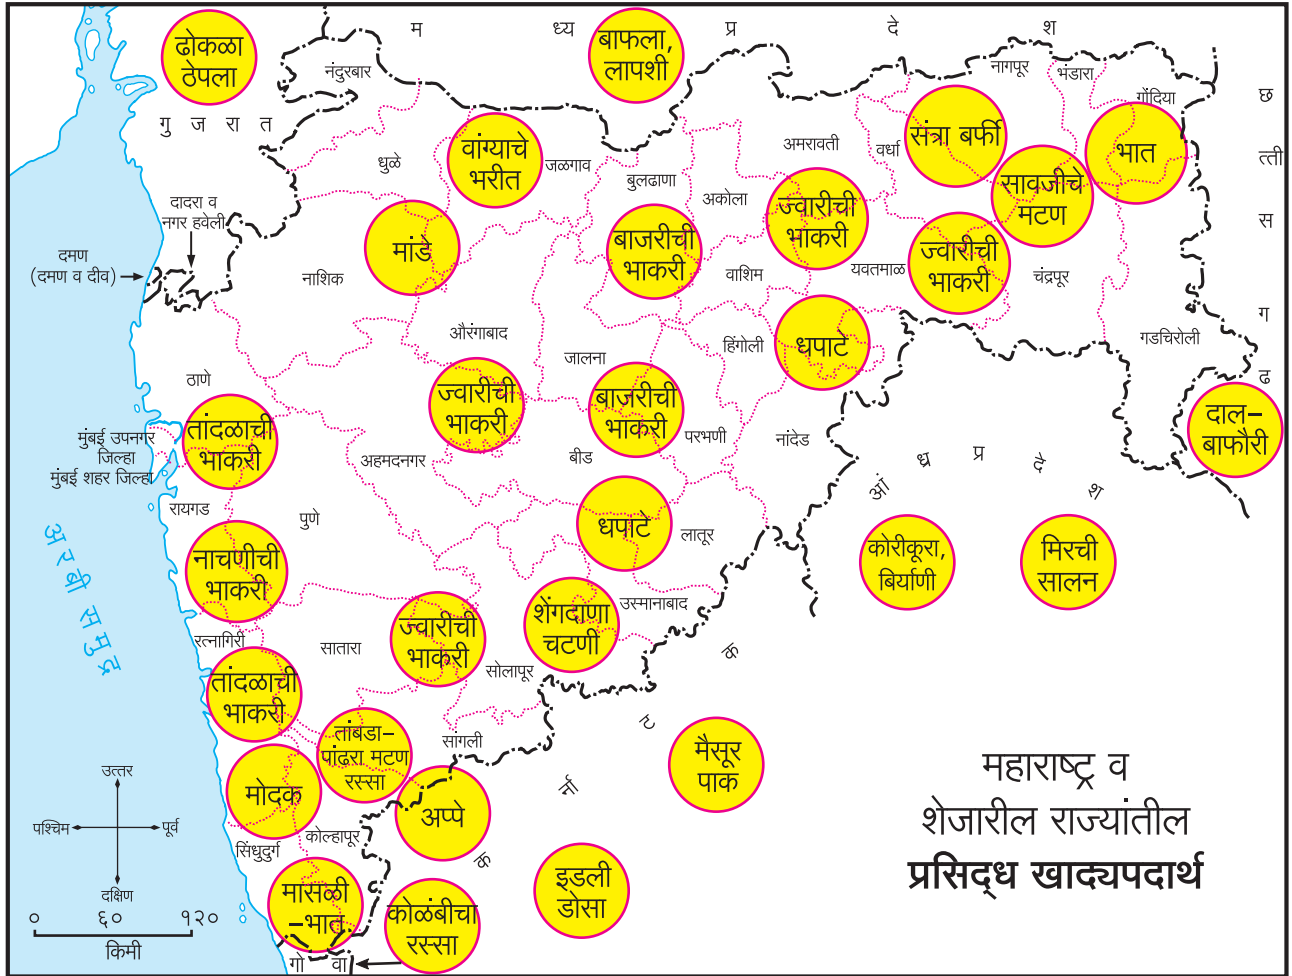 म ध्य प्र दे श
ढोकळा
ठेपला
बाफला,
लापशी
गु ज रा त
नंदुरबार
नागपूर
भंडारा
गोंदिया
छ
त्ती
स
ग
ढ
धुळे
वांग्याचे
भरीत
जळगाव
बुलढाणा
अकोला
अमरावती
वर्धा
संत्रा बर्फी
भात
सावजीचे
मटण
दादरा व
नगर हवेली
दमण
(दमण व दीव)
मांडे
नाशिक
बाजरीची
भाकरी
ज्वारीची
भाकरी
वाशिम
यवतमाळ
ज्वारीची
भाकरी
चंद्रपूर
गडचिरोली
औरंगाबाद
जालना
हिंगोली
धपाटे
ठाणे
ज्वारीची
भाकरी
बाजरीची
भाकरी
दाल–
बाफौरी
तांदळाची
भाकरी
मुंबई उपनगर
जिल्हा
मुंबई शहर जिल्हा
अहमदनगर
बीड
परभणी
नांदेड
आं ध्र प्र दे श
रायगड
पुणे
धपाटे
लातूर
कोरीकूरा,
बिर्याणी
मिरची
सालन
अरबी समुद्र
नाचणीची
भाकरी
रत्नागिरी
सातारा
ज्वारीची
भाकरी
शेंगदाणा
चटणी
उस्मानाबाद
सोलापूर
तांदळाची
भाकरी
तांबडा–
पांढरा मटण
रस्सा
सांगली
क र्ना ट क
मैसूर
पाक
मोदक
अप्पे
कोल्हापूर
सिंधुदुर्ग
मासळी
–भात
कोळंबीचा
रस्सा
इडली
डोसा
गो वा
उत्तर
पश्चिम पूर्व
दक्षिण
० ६० १२०
किमी
महाराष्ट्र व
शेजारील राज्यांतील
प्रसिद्ध खाद्यपदार्थ